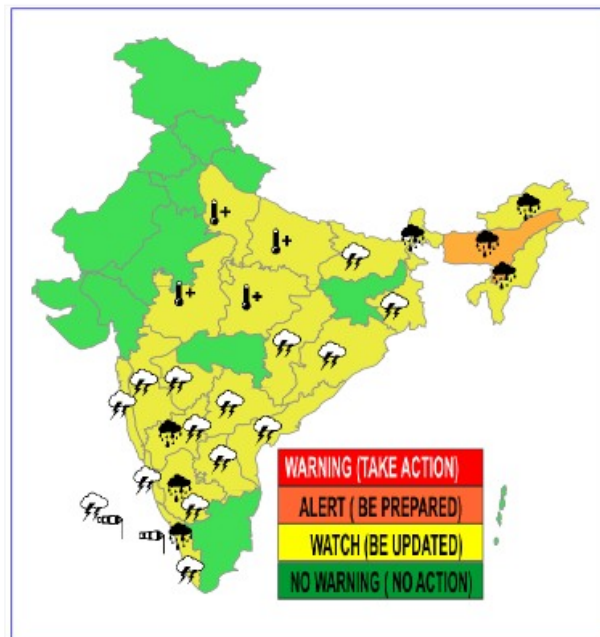 WARNING (TAKE ACTION)
ALERT ( BE PREPARED)
WATCH (BE UPDATED)
NO WARNING ( NO ACTION)